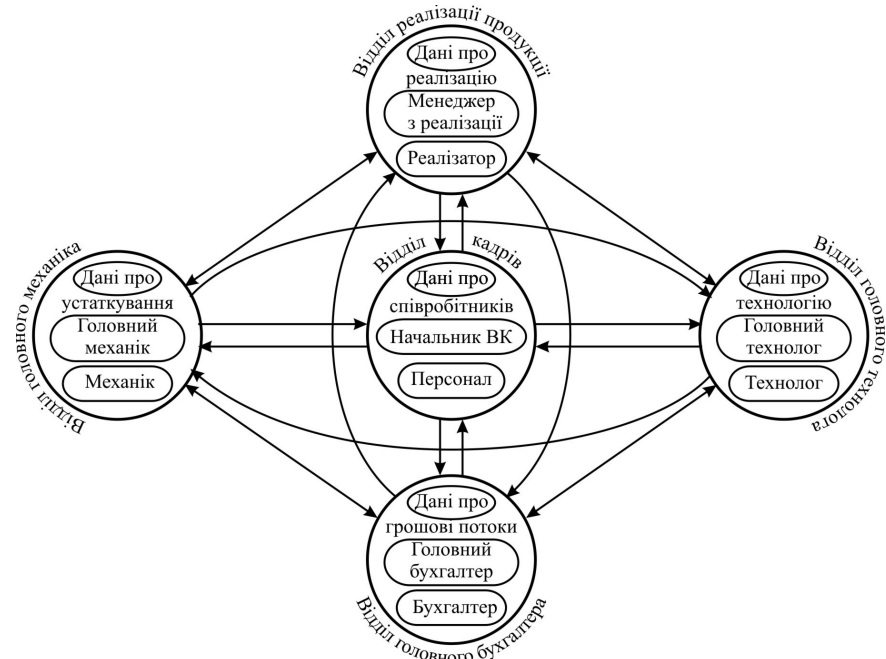 Відділ реалізації продукції
Дані про
реалізацію
Менеджер
з реалізації
Реалізатор
Відділ головного механіка
Дані про
устаткування
Головний
механік
Механік
Відділ кадрів
Дані про
співробітників
Начальник ВК
Персонал
Відділ головного технолога
Дані про
технологію
Головний
технолог
Технолог
Дані про
грошові потоки
Головний
бухгалтер
Бухгалтер
Відділ головного бухгалтера